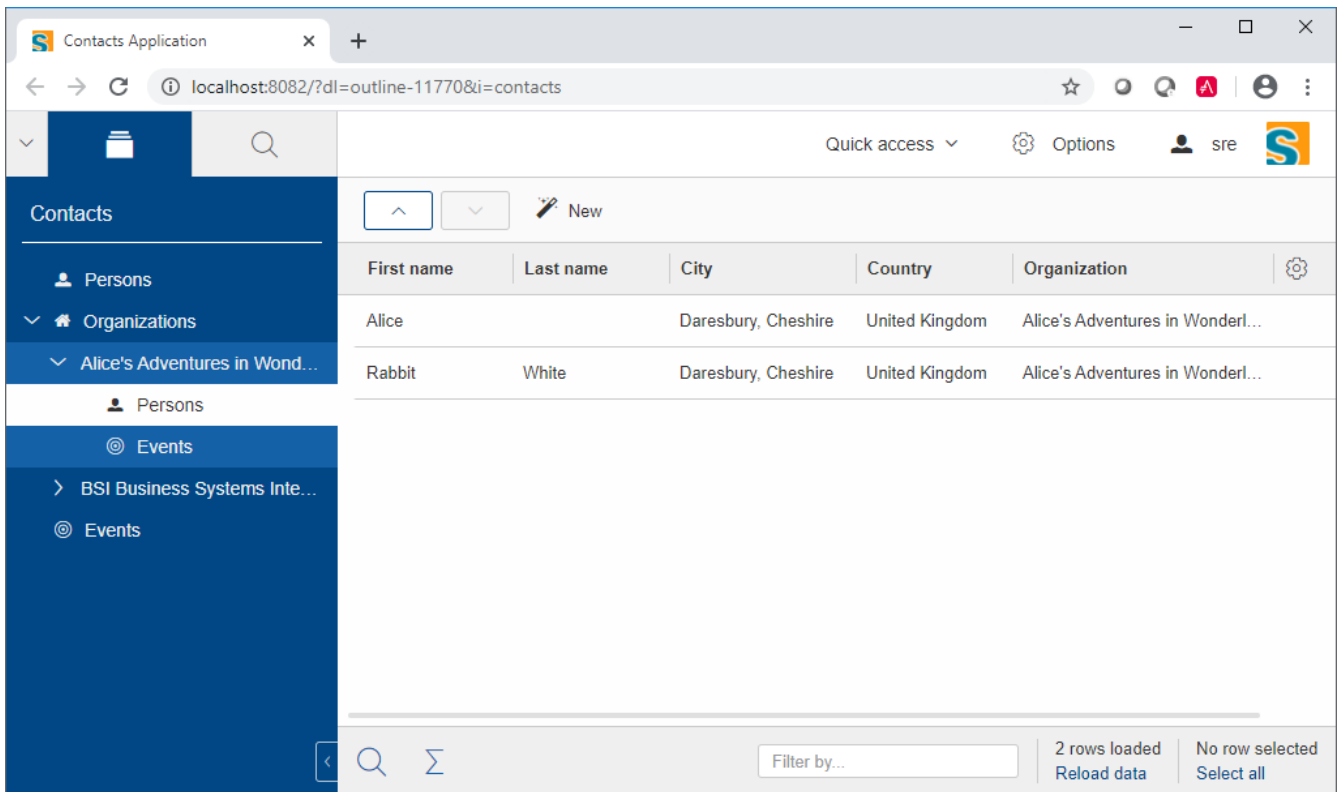 Contacts Application
localhost:8082/?dl=outline-11770&i=contacts
Quick access
Options
sre
Contacts
New
Persons
Organizations
Alice's Adventures in Wond...
Persons
Events
BSI Business Systems Inte...
Events
First name Last name City Country Organization
Alice Daresbury, Cheshire United Kingdom Alice's Adventures in Wonderl...
Rabbit White Daresbury, Cheshire United Kingdom Alice's Adventures in Wonderl...
Filter by...
2 rows loaded
Reload data
No row selected
Select all